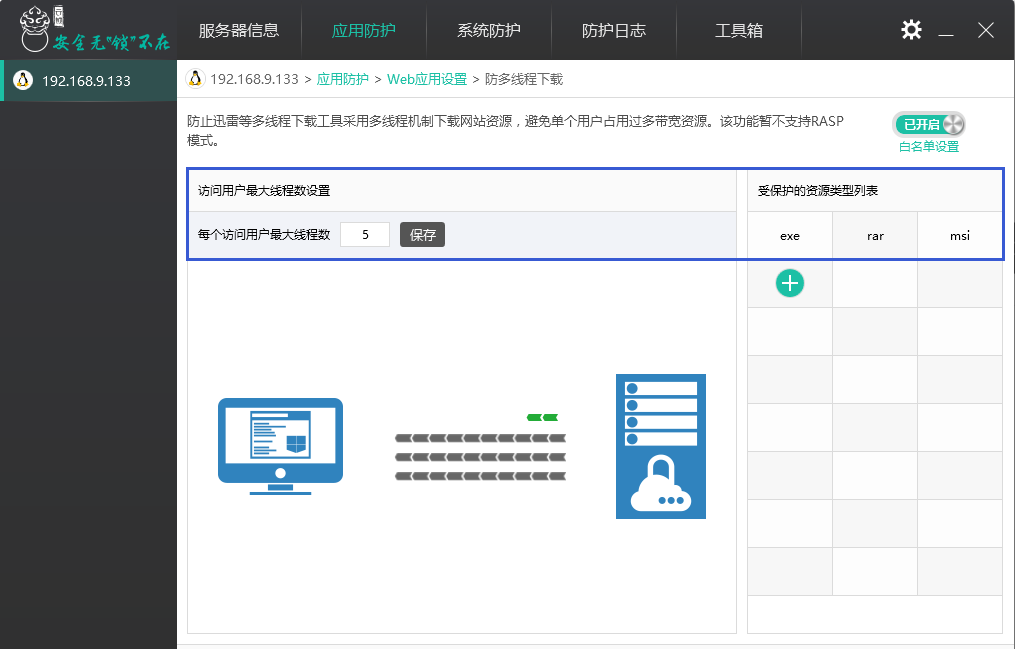 安全无“锁”不在
服务器信息
应用防护
系统防护
防护日志
工具箱
192.168.9.133
192.168.9.133 > 应用防护 > Web应用设置 > 防多线程下载
防止迅雷等多线程下载工具采用多线程机制下载网站资源，避免单个用户占用过多带宽资源。该功能暂不支持RASP
模式。
已开启
白名单设置
访问用户最大线程数设置
每个访问用户最大线程数 5 保存
受保护的资源类型列表
exe rar msi